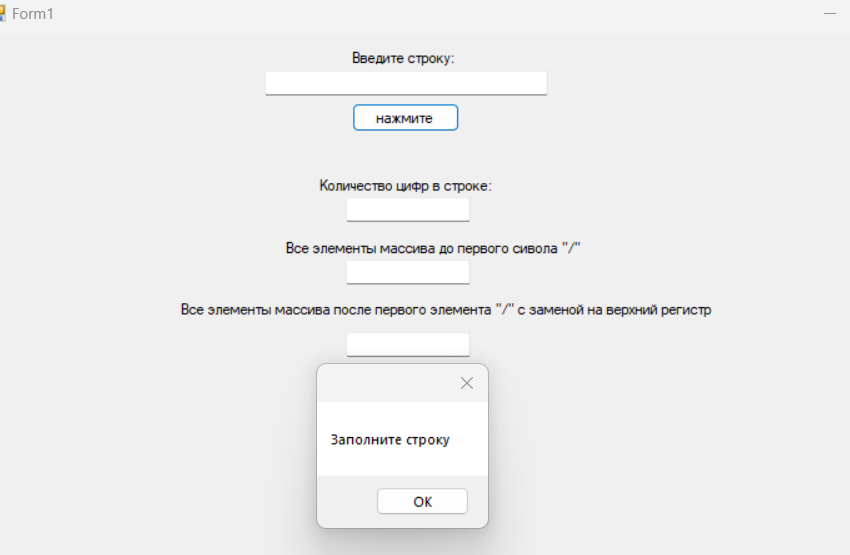 Form1
Введите строку:
нажмите
Количество цифр в строке:
Все элементы массива до первого сивола "/"
Все элементы массива после первого элемента "/" с заменой на верхний регистр
Заполните строку
OK